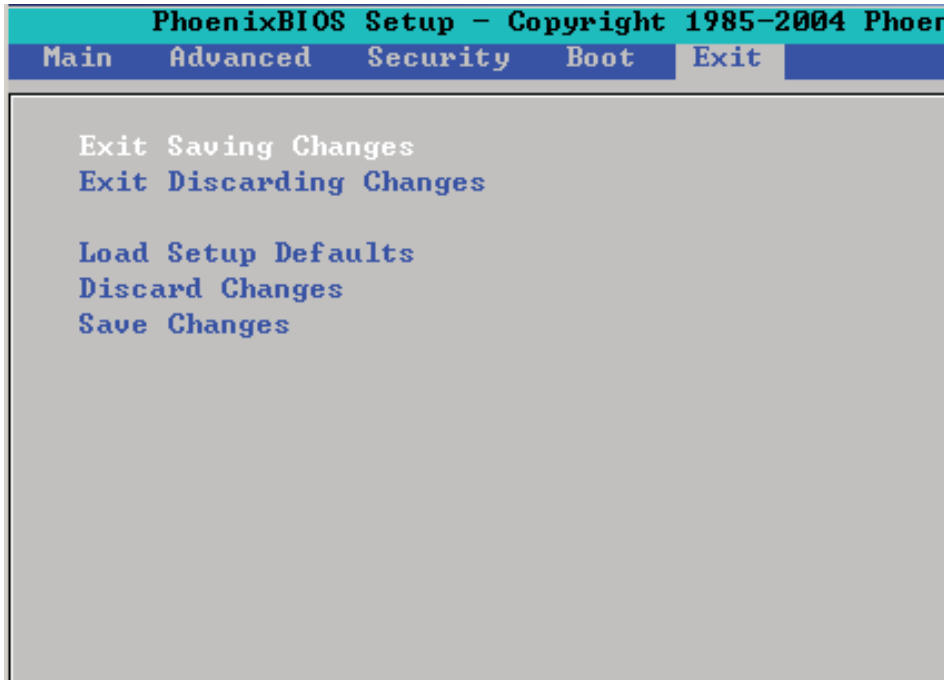 PhoenixBIOS Setup – Copyright 1985–2004
Main Advanced Security Boot Exit
Exit Saving Changes
Exit Discarding Changes
Load Setup Defaults
Discard Changes
Save Changes